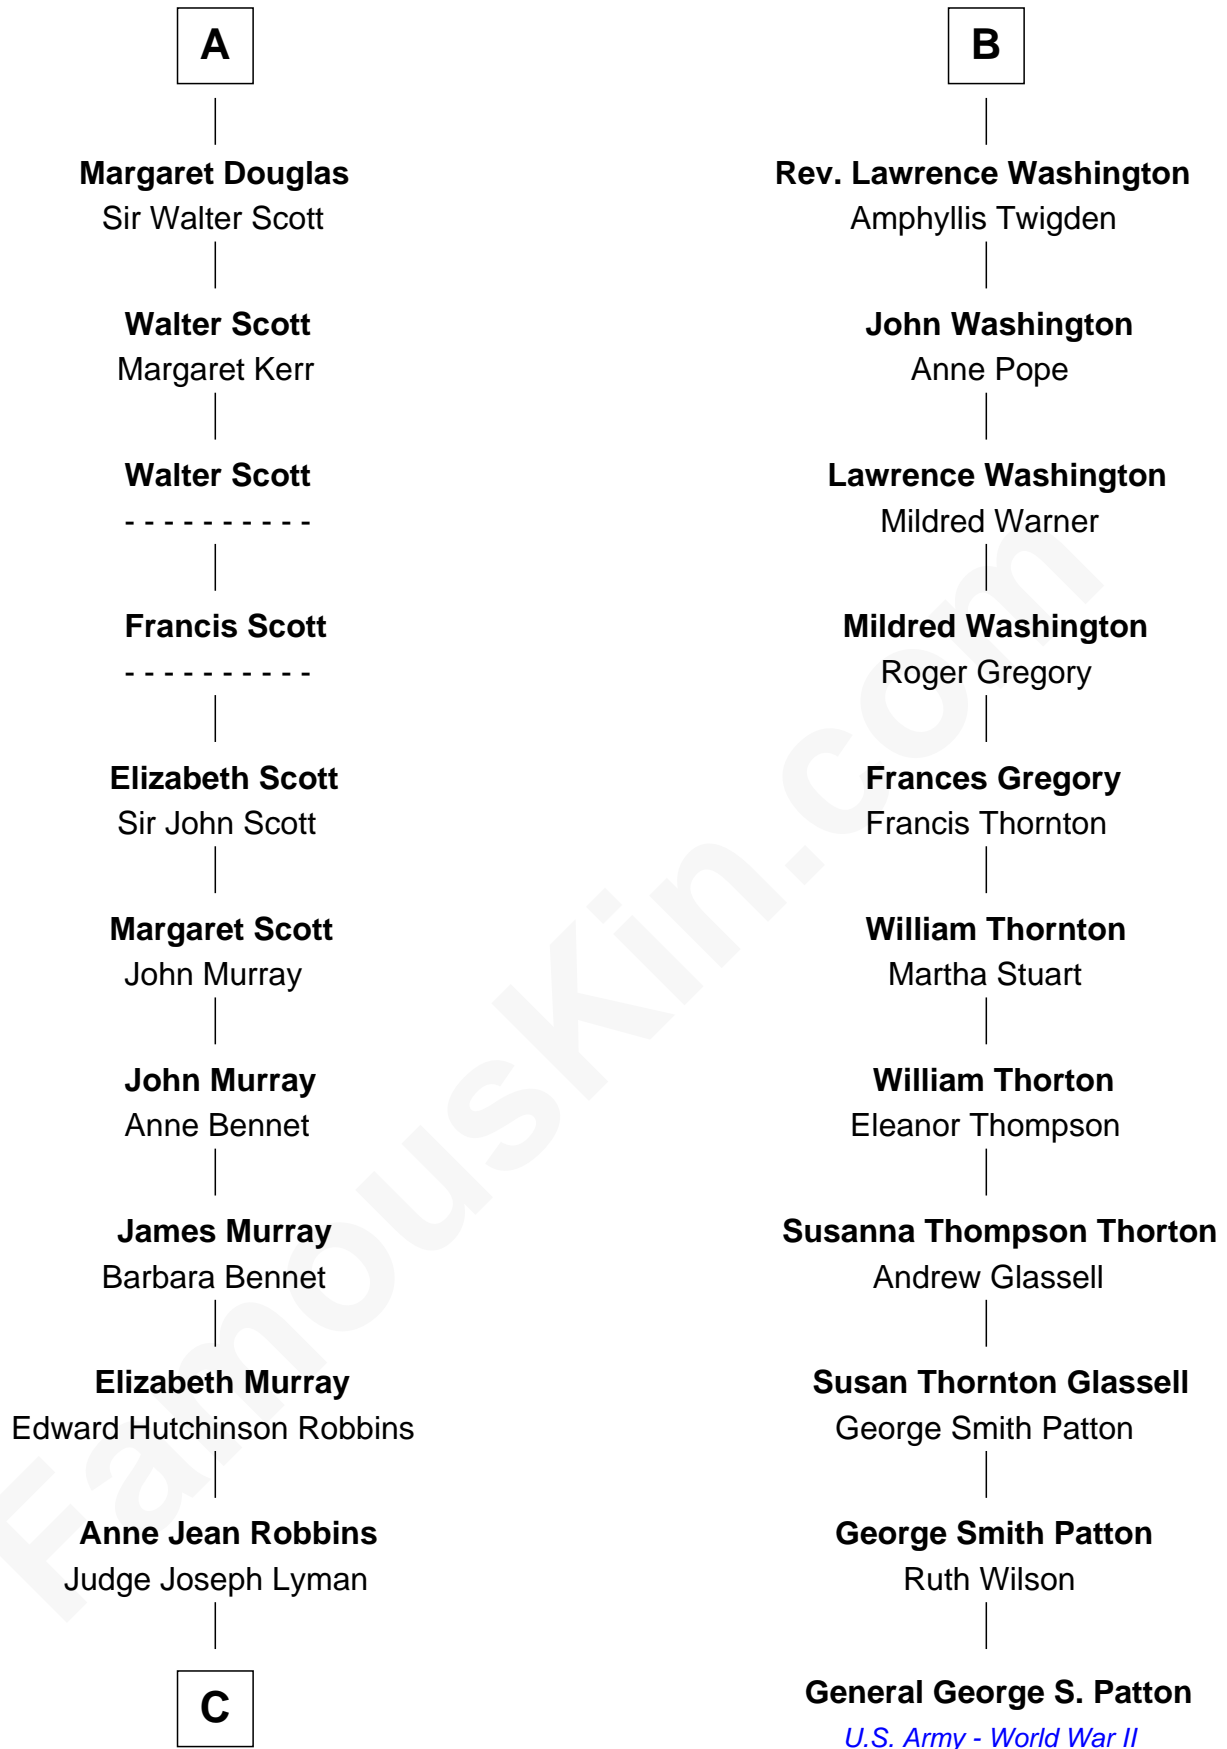 A
Margaret Douglas
Sir Walter Scott
Walter Scott
Margaret Kerr
Walter Scott
- - - - - - - - - -
Francis Scott
- - - - - - - - - -
Elizabeth Scott
Sir John Scott
Margaret Scott
John Murray
John Murray
Anne Bennet
James Murray
Barbara Bennet
Elizabeth Murray
Edward Hutchinson Robbins
Anne Jean Robbins
Judge Joseph Lyman
C
B
Rev. Lawrence Washington
Amphyllis Twigden
John Washington
Anne Pope
Lawrence Washington
Mildred Warner
Mildred Washington
Roger Gregory
Frances Gregory
Francis Thornton
William Thornton
Martha Stuart
William Thorton
Eleanor Thompson
Susanna Thompson Thorton
Andrew Glassell
Susan Thornton Glassell
George Smith Patton
George Smith Patton
Ruth Wilson
General George S. Patton
U.S. Army - World War II
FamousKin.com